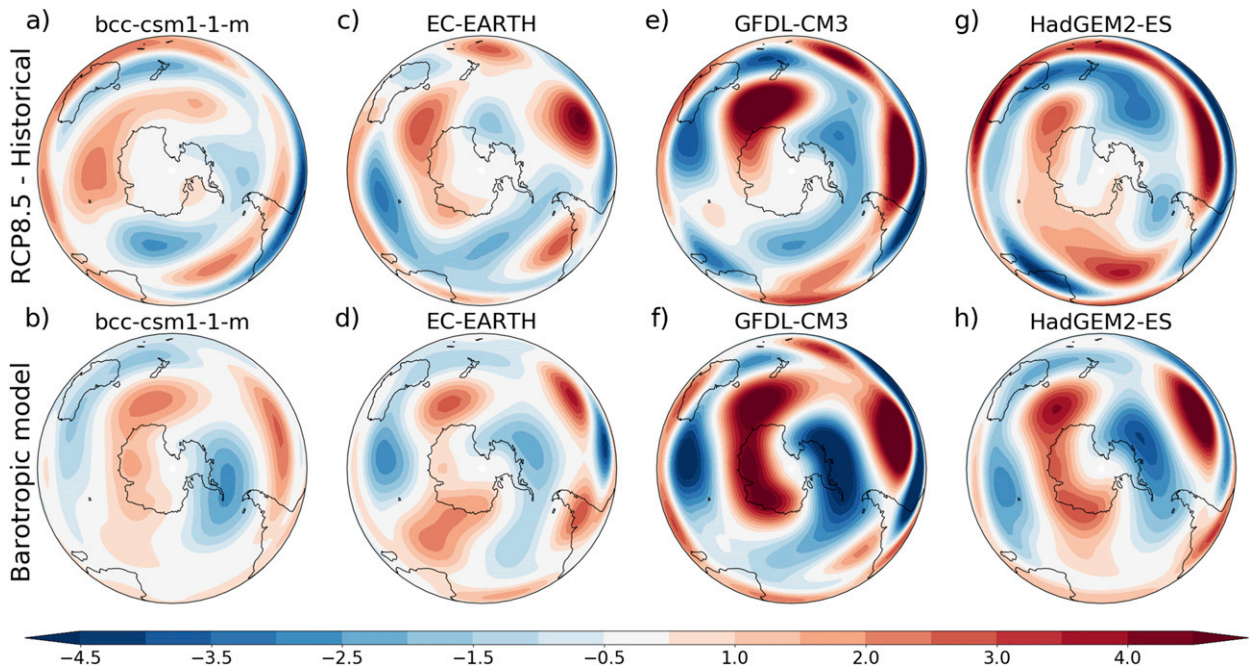 a) bcc-csm1-1-m c) EC-EARTH e) GFDL-CM3 g) HadGEM2-ES
RCP8.5 - Historical
b) bcc-csm1-1-m d) EC-EARTH f) GFDL-CM3 h) HadGEM2-ES
Barotropic model
−4.5 −3.5 −2.5 −1.5 −0.5 1.0 2.0 3.0 4.0